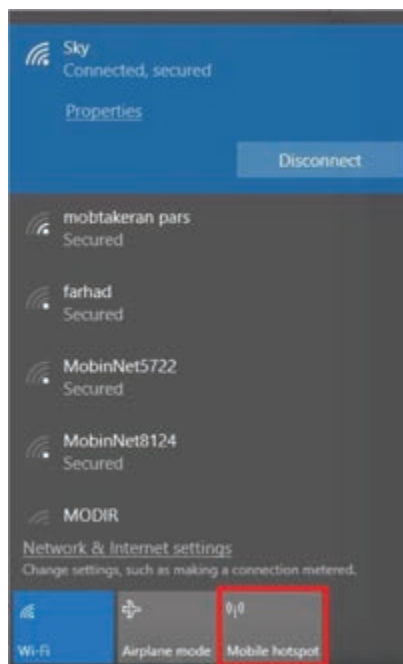 Sky
Connected, secured
Properties
Disconnect
mobtakeran pars
Secured
farhad
Secured
MobinNet5722
Secured
MobinNet8124
Secured
MODIR
Network & Internet settings
Change settings, such as making a connection metered.
Wi-Fi
Airplane mode
Mobile hotspot